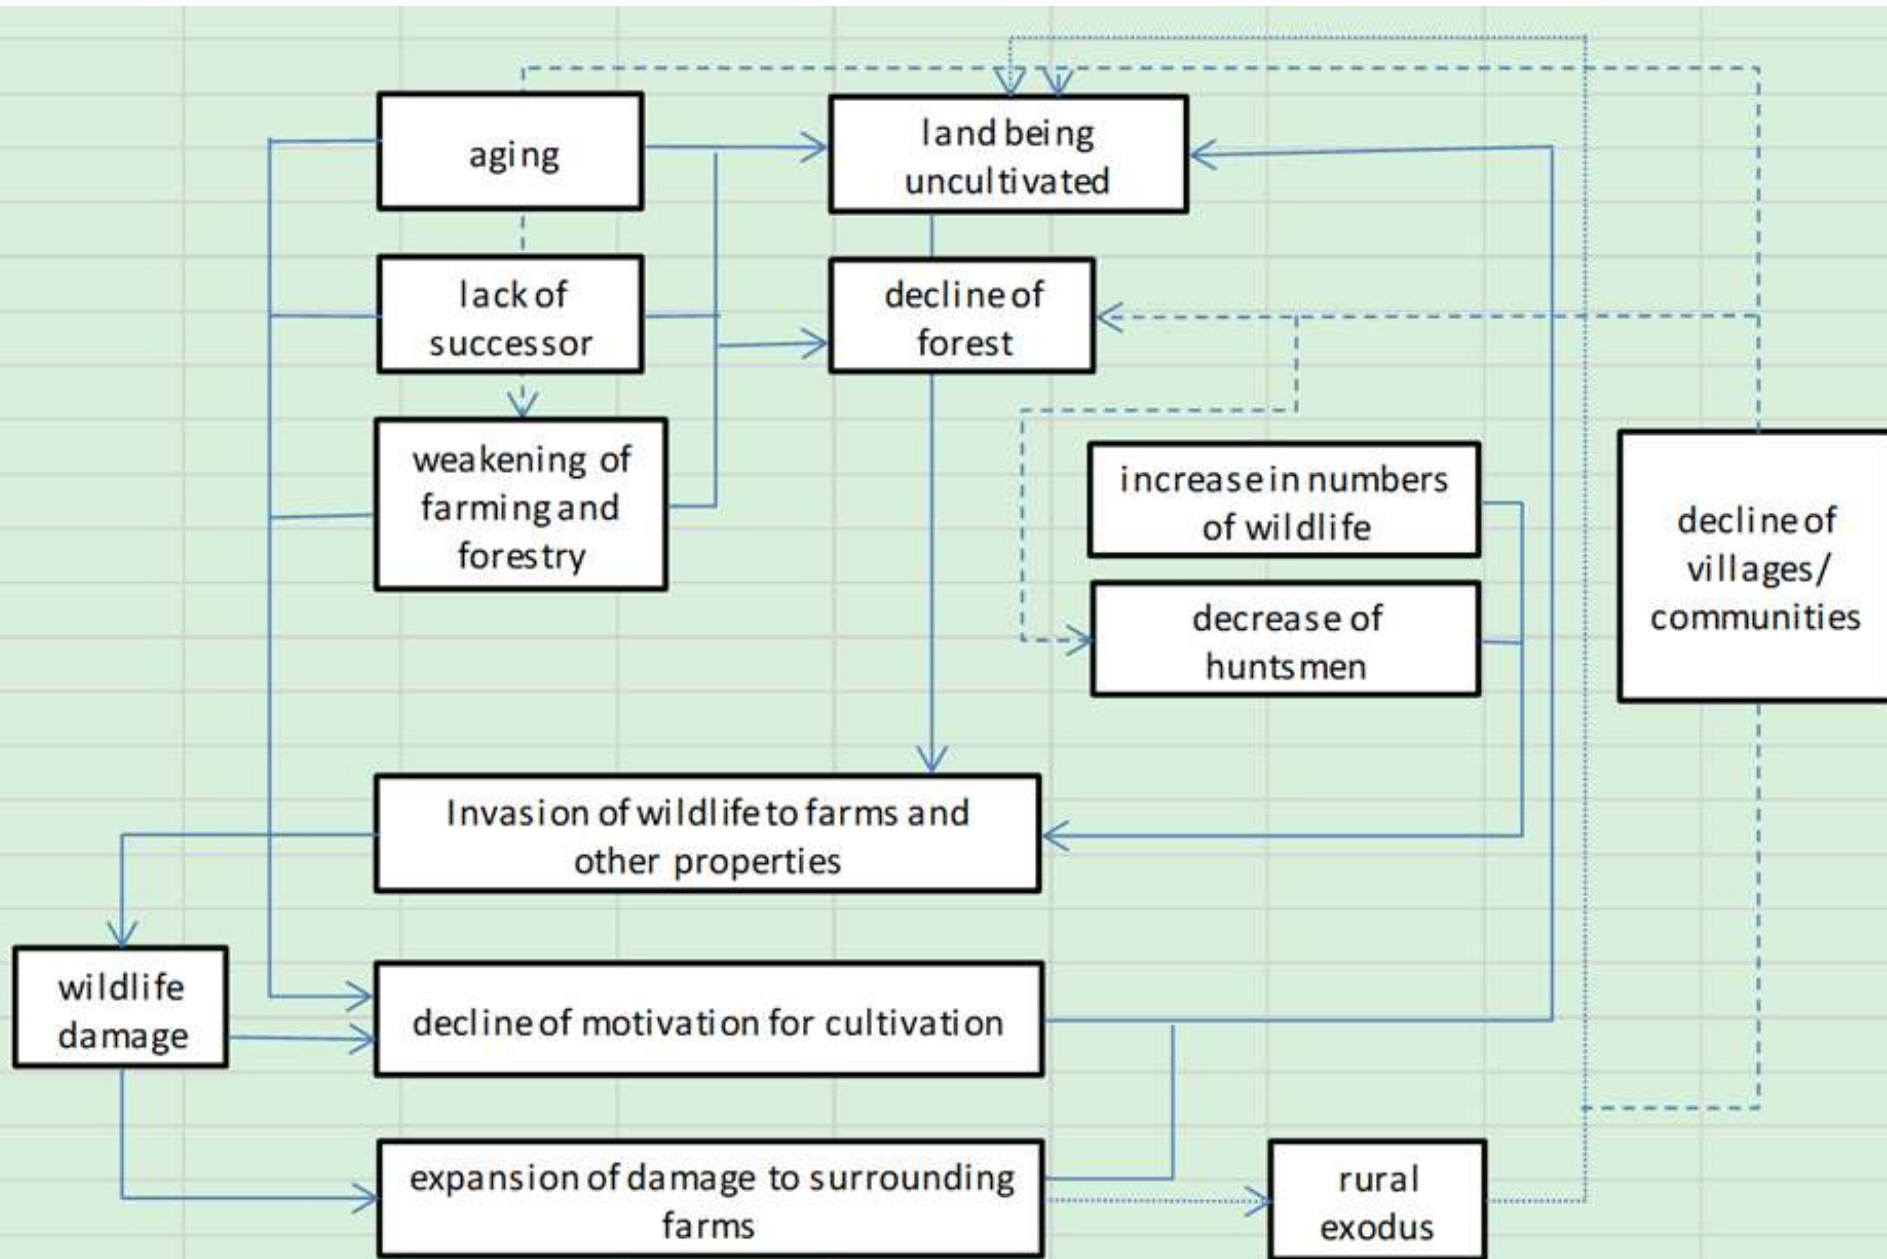 aging
land being
uncultivated
lack of
successor
decline of
forest
weakening of
farming and
forestry
increase in numbers
of wildlife
decline of
villages/
communities
decrease of
huntsmen
Invasion of wildlife to farms and
other properties
wildlife
damage
decline of motivation for cultivation
expansion of damage to surrounding
farms
rural
exodus